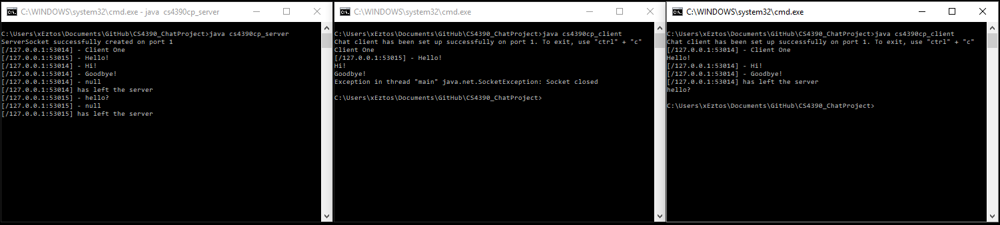 C:\WINDOWS\system32\cmd.exe - java cs4390cp_server
C:\Users\xEztos\Documents\GitHub\CS4390_ChatProject>java cs4390cp_server
ServerSocket successfully created on port 1
[/127.0.0.1:53014] - Client One
[/127.0.0.1:53015] - Hello!
[/127.0.0.1:53014] - Hi!
[/127.0.0.1:53014] - Goodbye!
[/127.0.0.1:53014] - null
[/127.0.0.1:53014] has left the server
[/127.0.0.1:53015] - hello?
[/127.0.0.1:53015] - null
[/127.0.0.1:53015] has left the server
C:\WINDOWS\system32\cmd.exe
C:\Users\xEztos\Documents\GitHub\CS4390_ChatProject>java cs4390cp_client
Chat client has been set up successfully on port 1. To exit, use "ctrl" + "c"
Client One
[/127.0.0.1:53015] - Hello!
Hi!
Goodbye!
Exception in thread "main" java.net.SocketException: Socket closed
C:\Users\xEztos\Documents\GitHub\CS4390_ChatProject>
C:\WINDOWS\system32\cmd.exe
C:\Users\xEztos\Documents\GitHub\CS4390_ChatProject>java cs4390cp_client
Chat client has been set up successfully on port 1. To exit, use "ctrl" + "c"
[/127.0.0.1:53014] - Client One
Hello!
[/127.0.0.1:53014] - Hi!
[/127.0.0.1:53014] - Goodbye!
[/127.0.0.1:53014] has left the server
hello?
C:\Users\xEztos\Documents\GitHub\CS4390_ChatProject>